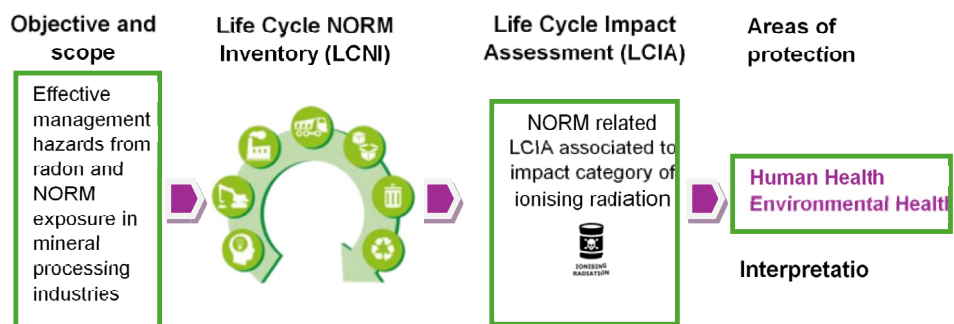 Objective and
scope
Effective
management
hazards from
radon and
NORM
exposure in
mineral
processing
industries
Life Cycle NORM
Inventory (LCNI)
Life Cycle Impact
Assessment (LCIA)
NORM related
LCIA associated to
impact category of
ionising radiation
IONISING
RADIATION
Areas of
protection
Human Health
Environmental Health
Interpretatio